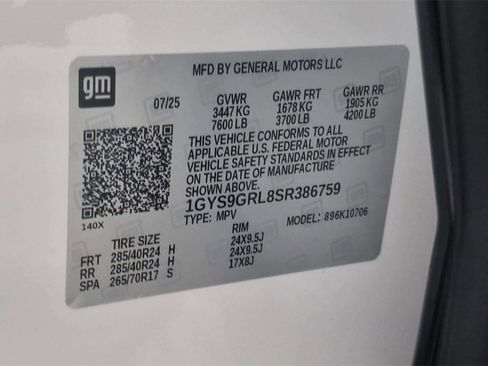 gm
MFD BY GENERAL MOTORS LLC
07/25 GVWR GAWR FRT GAWR RR
3447 KG 1678 KG 1905 KG
7600 LB 3700 LB 4200 LB
THIS VEHICLE CONFORMS TO ALL
APPLICABLE U.S. FEDERAL MOTOR
VEHICLE SAFETY STANDARDS IN EFFECT
ON THE DATE OF MANUFACTURE
SHOWN ABOVE.
1GYS9GRL8SR386759
140X TYPE: MPV MODEL: 896K10706
TIRE SIZE RIM
FRT 285/40R24 H 24X9.5J
RR 285/40R24 H 24X9.5J
SPA 265/70R17 S 17X8J